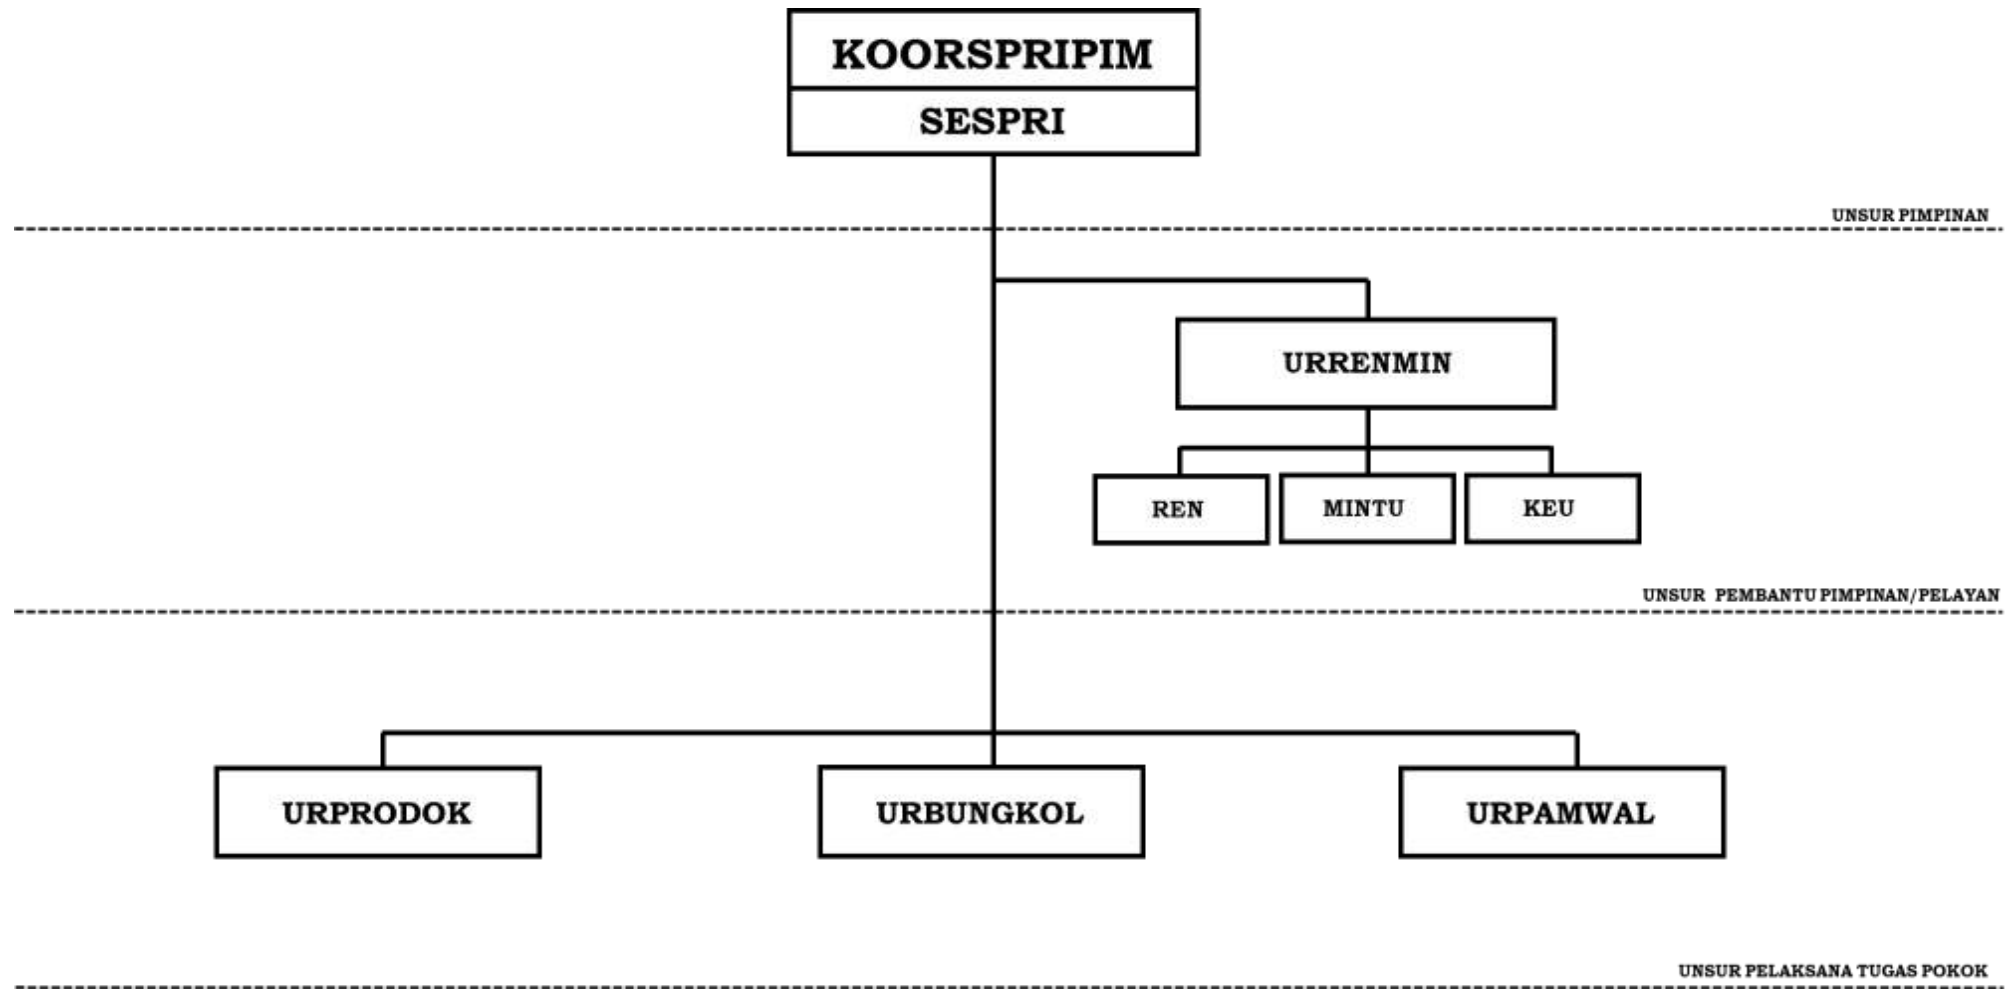 KOORSPRIPIM
SESPRI
UNSUR PIMPINAN
URRENMIN
REN
MINTU
KEU
UNSUR PEMBANTU PIMPINAN/PELAYAN
URPRODOK
URBUNGKOL
URPAMWAL
UNSUR PELAKSANA TUGAS POKOK